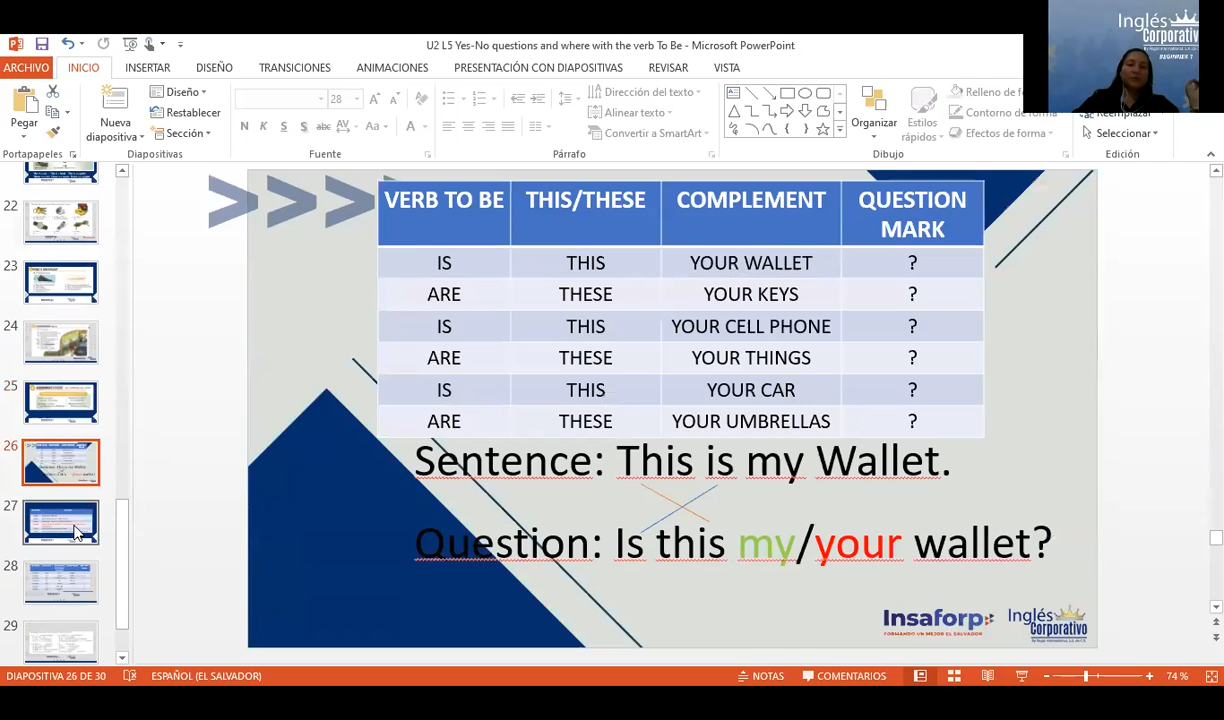 U2 L5 Yes-No questions and where with the verb To Be - Microsoft PowerPoint
Inglés
Corporativo
BEGINNER 1
ARCHIVO INICIO INSERTAR DISEÑO TRANSICIONES ANIMACIONES PRESENTACIÓN CON DIAPOSITIVAS REVISAR VISTA
Pegar
Nueva
diapositiva
Diseño
Restablecer
Sección
28
N K S S abc AV Aa A
Dirección del texto
Alinear texto
Convertir a SmartArt
Organizar
Estilos
rápidos
Relleno de
Contorno de forma
Efectos de forma
Reemplazar
Seleccionar
Portapapeles Diapositivas Fuente Párrafo Dibujo Edición
22
23
24
25
26
27
28
29
VERB TO BE THIS/THESE COMPLEMENT QUESTION MARK
IS THIS YOUR WALLET ?
ARE THESE YOUR KEYS ?
IS THIS YOUR CELL PHONE ?
ARE THESE YOUR THINGS ?
IS THIS YOUR CAR ?
ARE THESE YOUR UMBRELLAS ?
Sentence: This is my Wallet.
Question: Is this my/your wallet?
Insaforp
FORMANDO UN MEJOR EL SALVADOR
Inglés
Corporativo
DIAPOSITIVA 26 DE 30 ESPAÑOL (EL SALVADOR) NOTAS COMENTARIOS 74 %